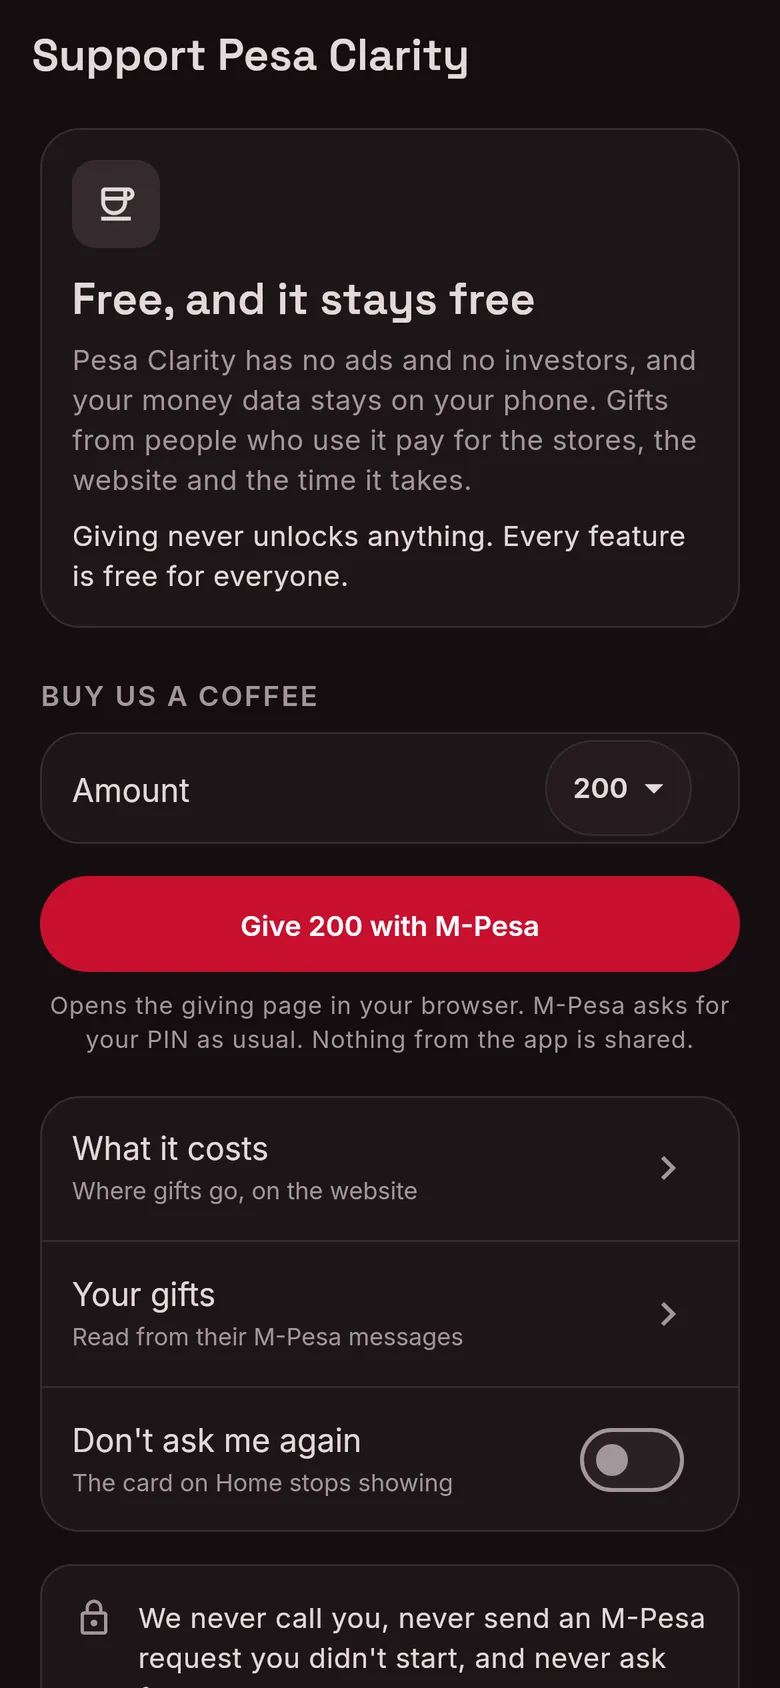 Support Pesa Clarity
Free, and it stays free
Pesa Clarity has no ads and no investors, and
your money data stays on your phone. Gifts
from people who use it pay for the stores, the
website and the time it takes.
Giving never unlocks anything. Every feature
is free for everyone.
BUY US A COFFEE
Amount
200
Give 200 with M-Pesa
Opens the giving page in your browser. M-Pesa asks for
your PIN as usual. Nothing from the app is shared.
What it costs
Where gifts go, on the website
Your gifts
Read from their M-Pesa messages
Don't ask me again
The card on Home stops showing
We never call you, never send an M-Pesa
request you didn't start, and never ask